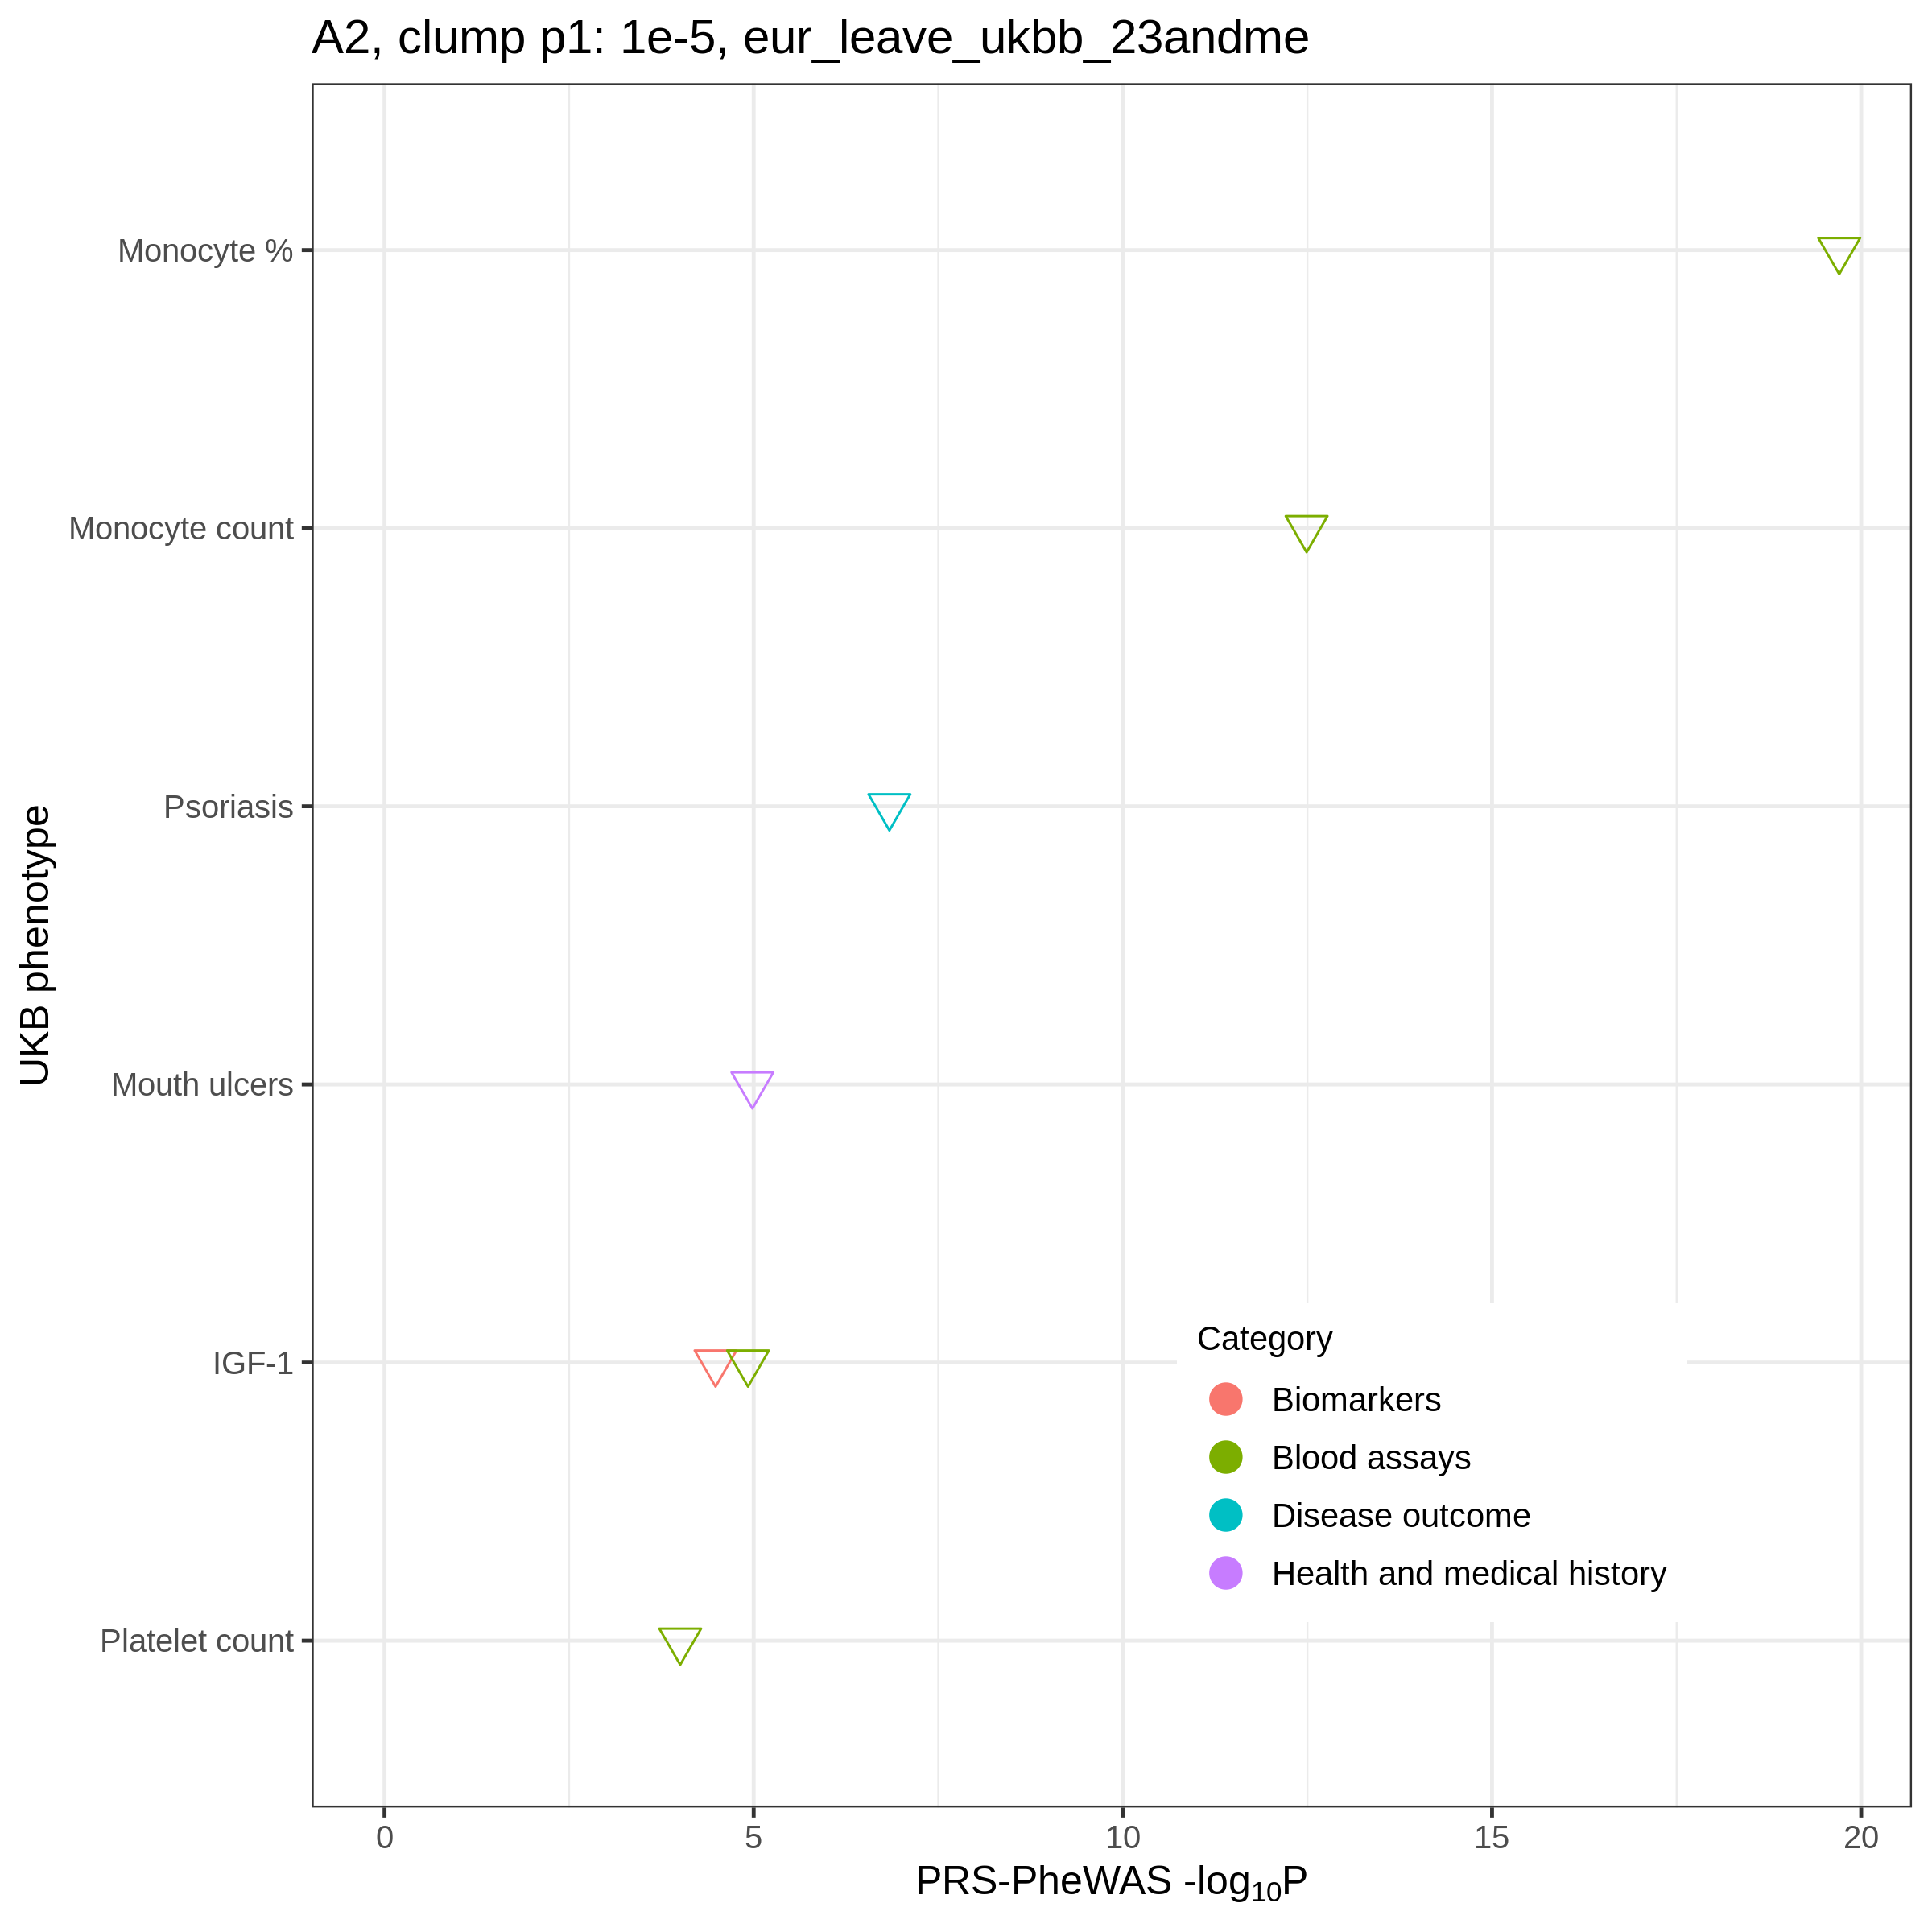 A2, clump p1: 1e-5, eur_leave_ukbb_23andme
UKB phenotype
Monocyte %
Monocyte count
Psoriasis
Mouth ulcers
IGF-1
Platelet count
Category
Biomarkers
Blood assays
Disease outcome
Health and medical history
0 5 10 15 20
PRS-PheWAS -log10P